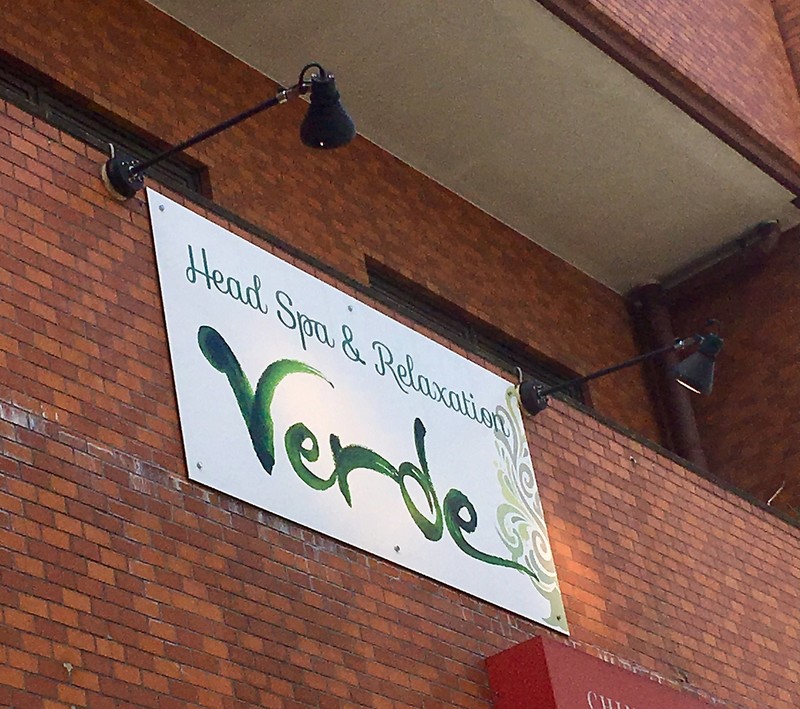 Head Spa & Relaxation
Verde